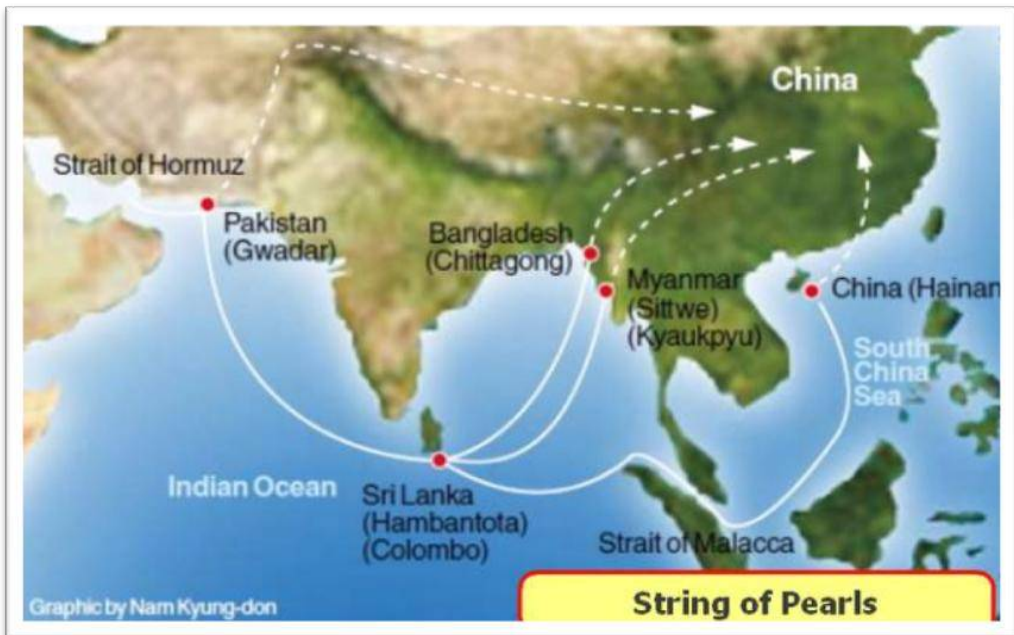 China
Strait of Hormuz
Pakistan
(Gwadar)
Bangladesh
(Chittagong)
Myanmar
(Sittwe)
(Kyaukpyu)
China (Hainan
South
China
Sea
Indian Ocean
Sri Lanka
(Hambantota)
(Colombo)
Strait of Malacca
Graphic by Nam Kyung-don
String of Pearls